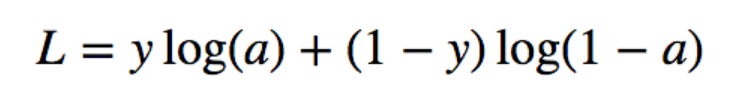 L = y log(a) + (1 − y) log(1 − a)